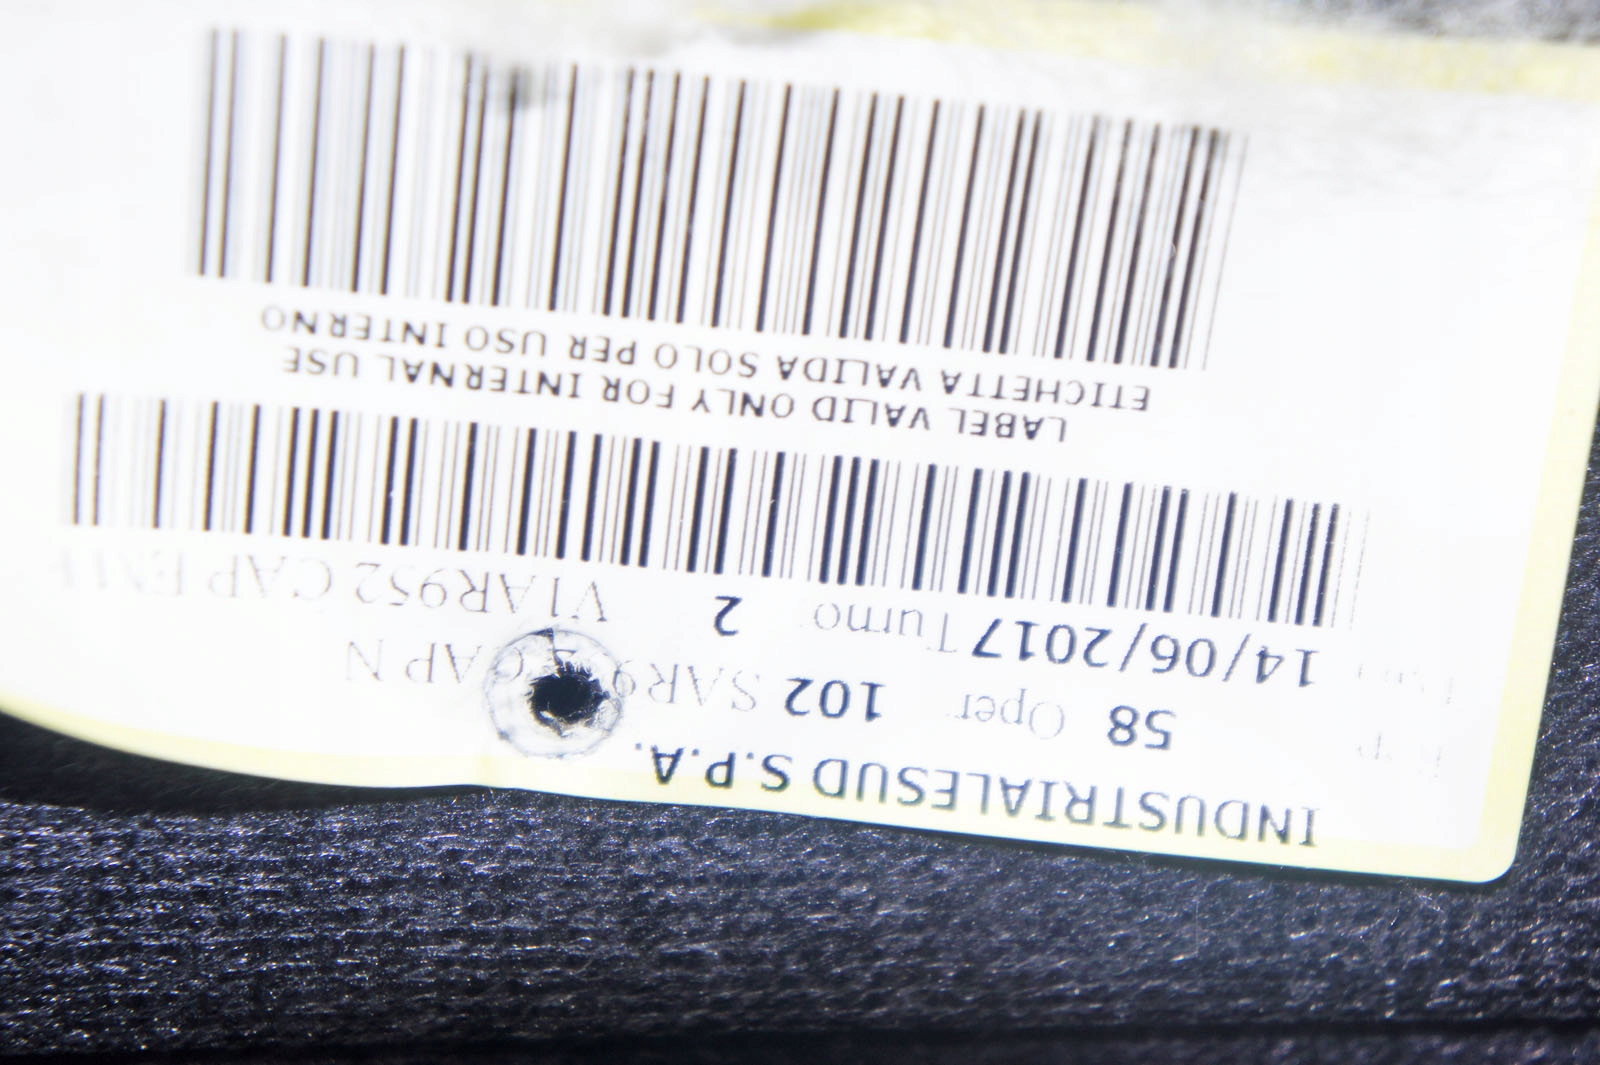 INDUSTRIALESUD S.P.A.
58 Oper 102 SAR9 CAP N
14/06/2017 Turno 2 V1AR952 CAP
LABEL VALID ONLY FOR INTERNAL USE
ETICHETTA VALIDA SOLO PER USO INTERNO